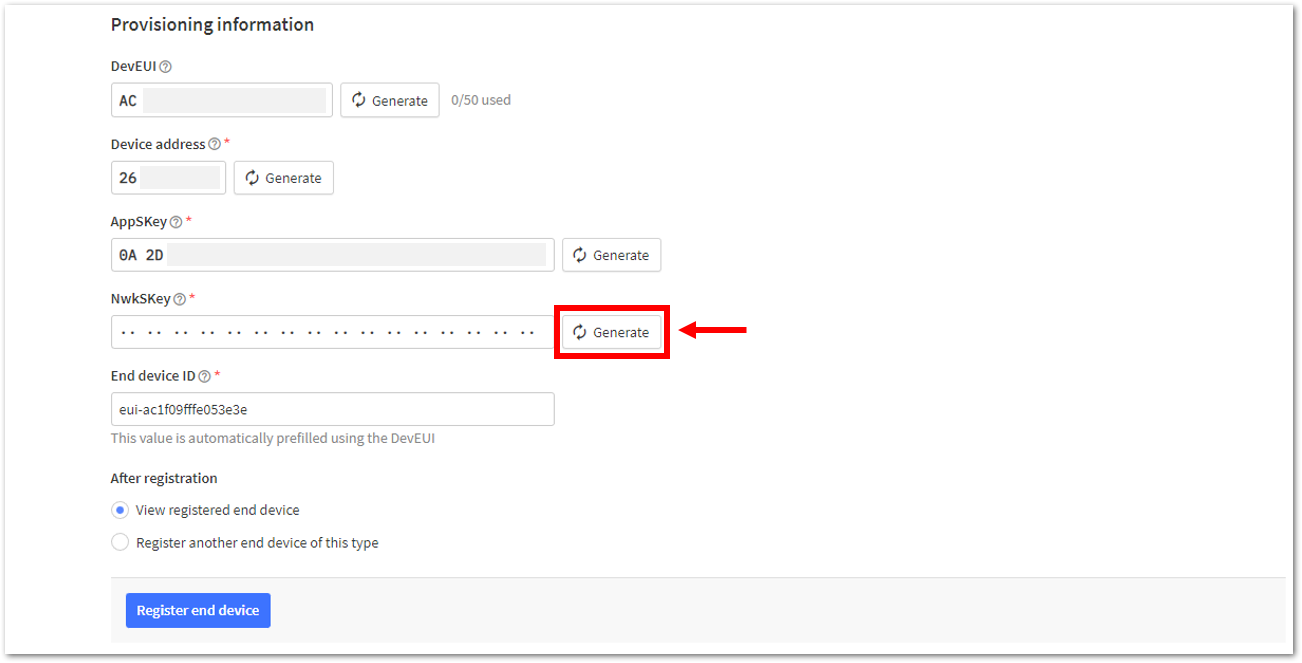 Provisioning information
DevEUI
AC
Generate
0/50 used
Device address *
26
Generate
AppSKey *
0A 2D
Generate
NwkSKey *
·· ·· ·· ·· ·· ·· ·· ·· ·· ·· ·· ·· ·· ·· ·· ··
Generate
End device ID *
eui-ac1f09fffe053e3e
This value is automatically prefilled using the DevEUI
After registration
View registered end device
Register another end device of this type
Register end device